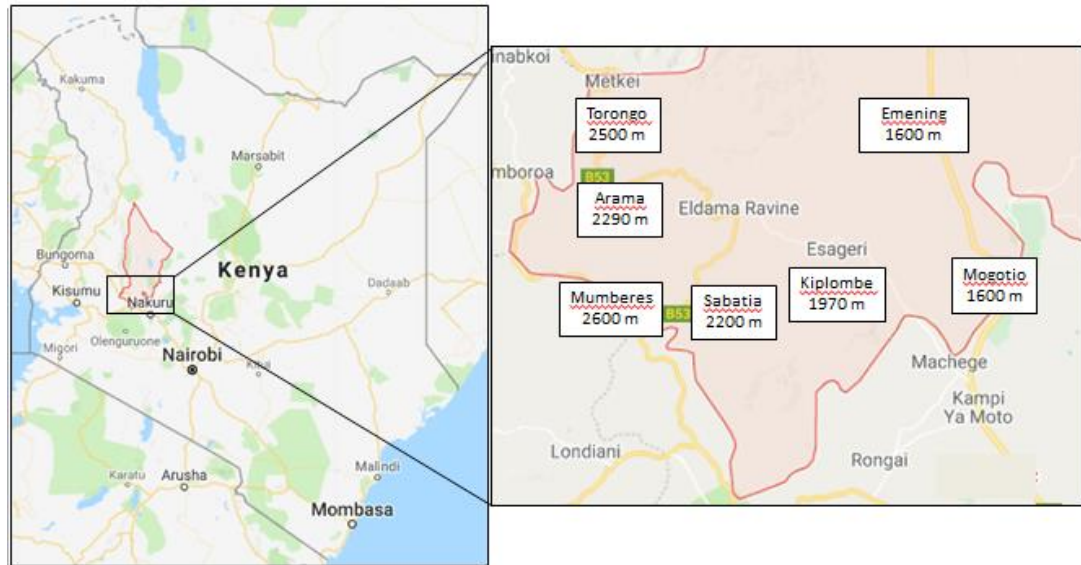 Kakuma
Marsabit
Kenya
Bungoma
Kisumu
Nakuru
Dadaab
Olenguruone
Migori
Nairobi
Kitui
Karatu
Arusha
Malindi
Mombasa
Metkei
Torongo
2500 m
Emening
1600 m
B53
Arama
2290 m
Eldama Ravine
Esageri
Mumberes
2600 m
B53
Sabatia
2200 m
Kiplombe
1970 m
Mogotio
1600 m
Machege
Kampi
Ya Moto
Londiani
Rongai